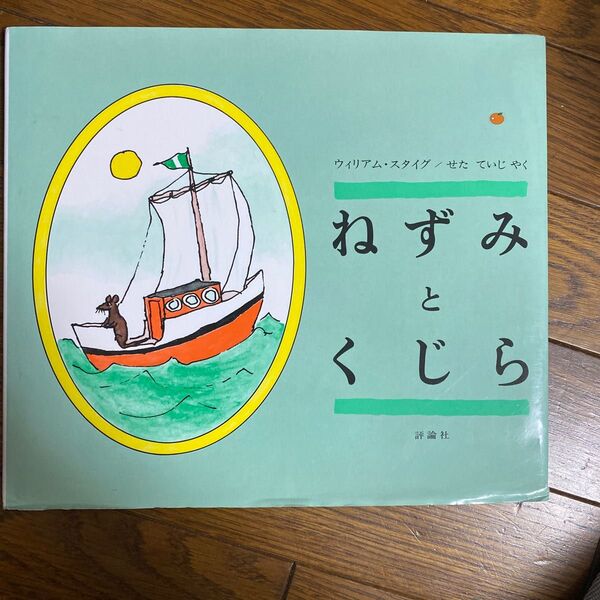 ウィリアム・スタイグ／せた ていじ やく
ねずみ
と
くじら
評論社